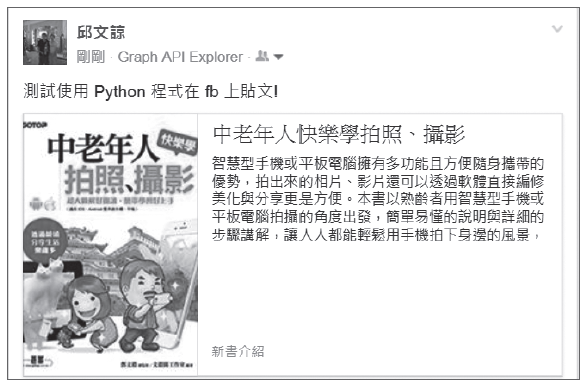 邱文諒
剛剛 · Graph API Explorer ·
測試使用 Python 程式在 fb 上貼文!
中老年人
快樂學
拍照、攝影
中老年人快樂學拍照、攝影
智慧型手機或平板電腦擁有多功能且方便隨身攜帶的
優勢，拍出來的相片、影片還可以透過軟體直接編修
美化與分享更是方便。本書以熟齡者用智慧型手機或
平板電腦拍攝的角度出發，簡單易懂的說明與詳細的
步驟講解，讓人人都能輕鬆用手機拍下身邊的風景，
新書介紹